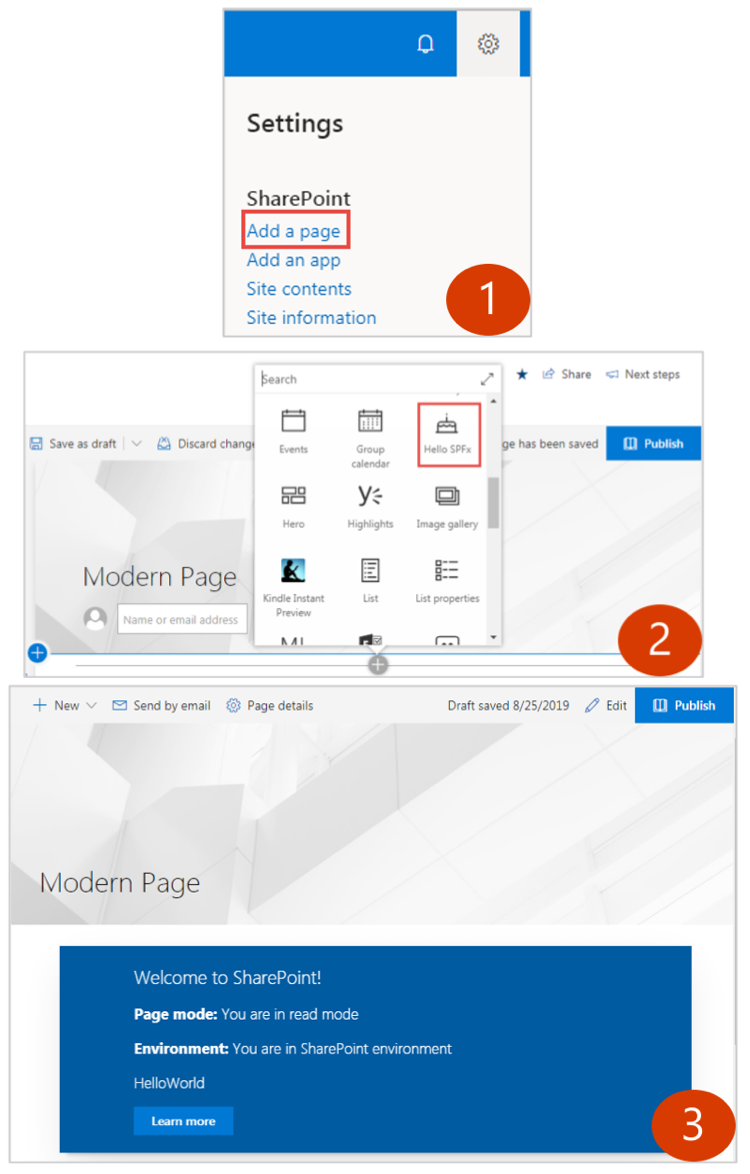 Settings
SharePoint
Add a page
Add an app
Site contents
Site information
1
Search
Share
Next steps
Save as draft
Discard change
Events
Group
calendar
Hello SPFx
ge has been saved
Publish
Hero
Highlights
Image gallery
Modern Page
Name or email address
Kindle Instant
Preview
List
List properties
2
New
Send by email
Page details
Draft saved 8/25/2019
Edit
Publish
Modern Page
Welcome to SharePoint!
Page mode: You are in read mode
Environment: You are in SharePoint environment
HelloWorld
Learn more
3